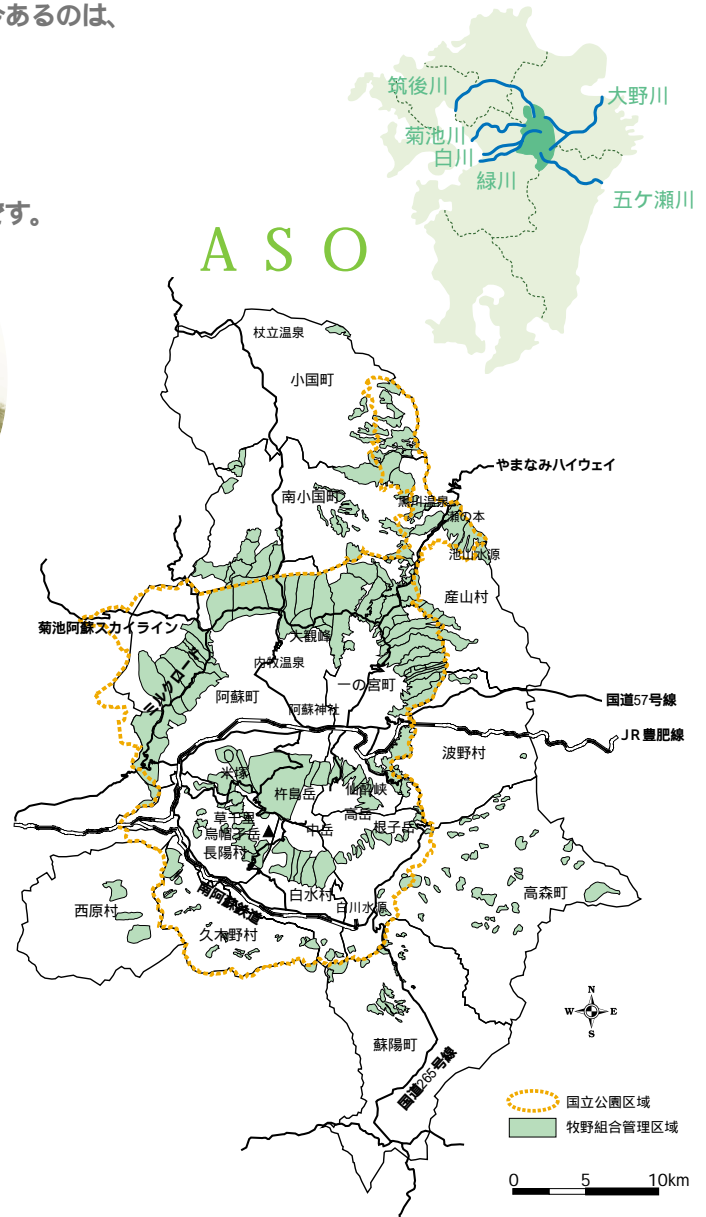 今あるのは、
です。
筑後川
大野川
菊池川
白川
緑川
五ケ瀬川
ASO
杖立温泉
小国町
やまなみハイウェイ
南小国町
黒川温泉
瀬の本
池山水源
産山村
菊池阿蘇スカイライン
大観峰
ミルクロード
内牧温泉
阿蘇町
一の宮町
阿蘇神社
国道57号線
JR豊肥線
波野村
米塚
杵島岳
仙酔峡
草千里
高岳
烏帽子岳
中岳
根子岳
長陽村
白水村
高森町
南阿蘇鉄道
白川水源
西原村
久木野村
蘇陽町
国道265号線
N
W E
S
国立公園区域
牧野組合管理区域
0 5 10km